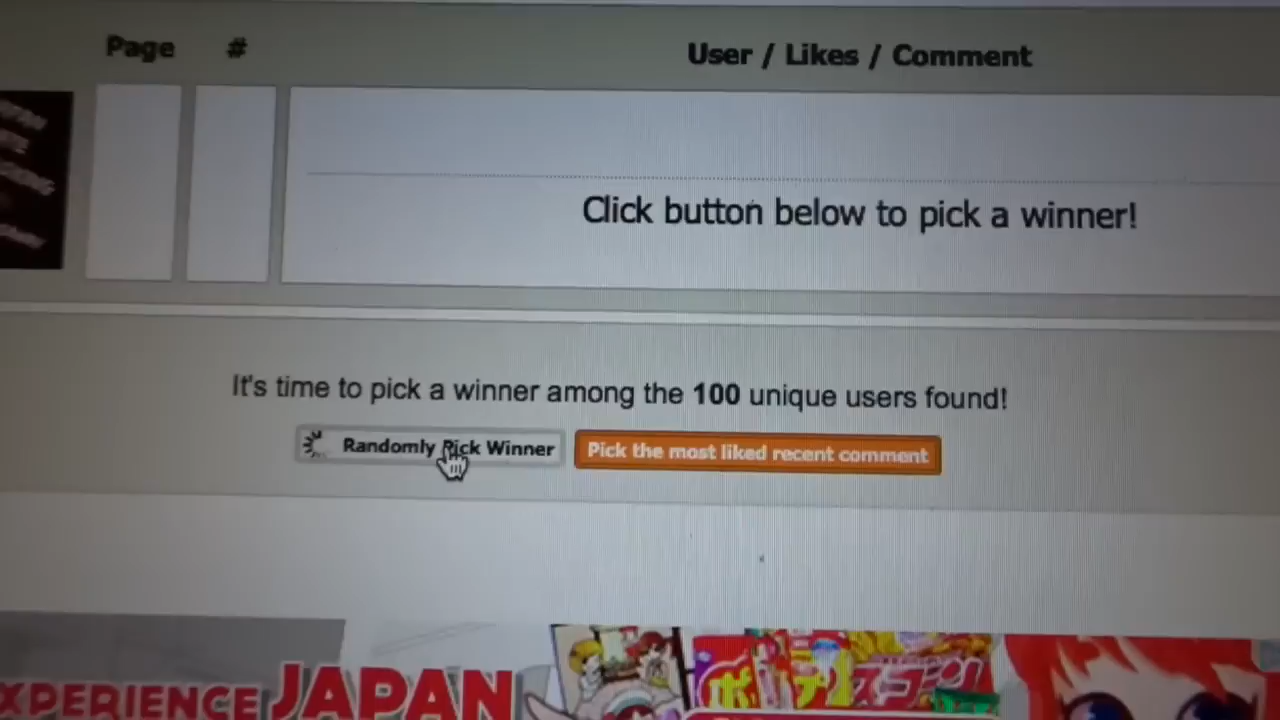 Page # User / Likes / Comment
Click button below to pick a winner!
It's time to pick a winner among the 100 unique users found!
Randomly Pick Winner Pick the most liked recent comment
XPERIENCE JAPAN